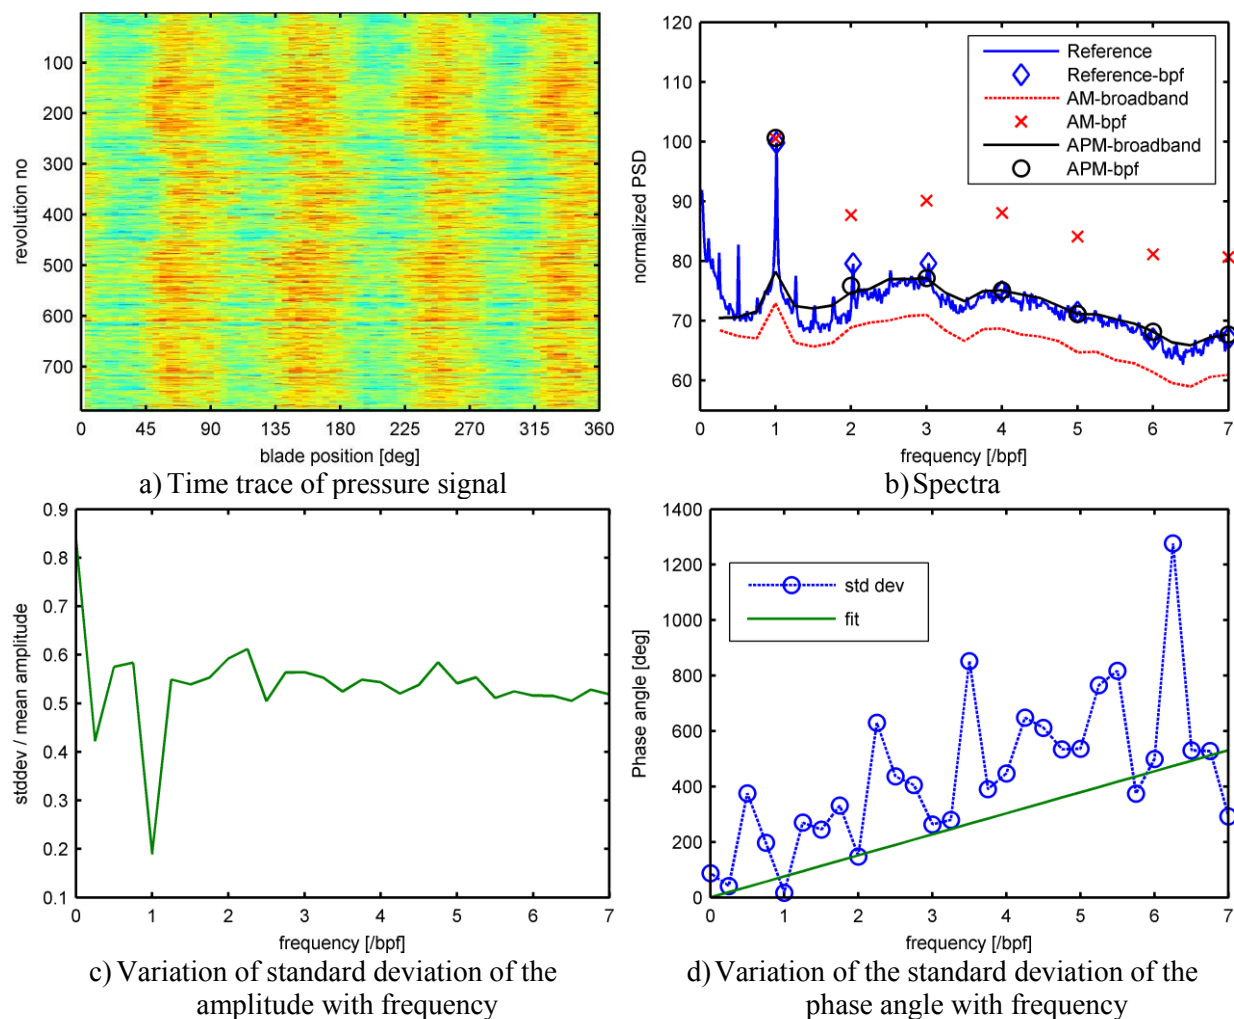 100
200
300
400
500
600
700
revolution no
0 45 90 135 180 225 270 315 360
blade position [deg]
a) Time trace of pressure signal
120
110
100
90
80
70
60
normalized PSD
Reference
Reference-bpf
AM-broadband
AM-bpf
APM-broadband
APM-bpf
0 1 2 3 4 5 6 7
frequency [/bpf]
b) Spectra
0.9
0.8
0.7
0.6
0.5
0.4
0.3
0.2
0.1
stddev / mean amplitude
0 1 2 3 4 5 6 7
frequency [/bpf]
c) Variation of standard deviation of the
amplitude with frequency
1400
1200
1000
800
600
400
200
0
Phase angle [deg]
std dev
fit
0 1 2 3 4 5 6 7
frequency [/bpf]
d) Variation of the standard deviation of the
phase angle with frequency